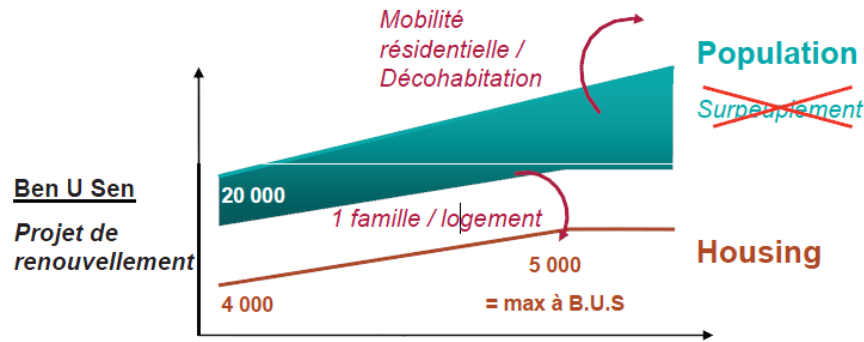 Mobilité
résidentielle /
Décohabitation
Population
Surpeuplement
Ben U Sen
20 000
Projet de
renouvellement
1 famille / logement
Housing
5 000
4 000
= max à B.U.S